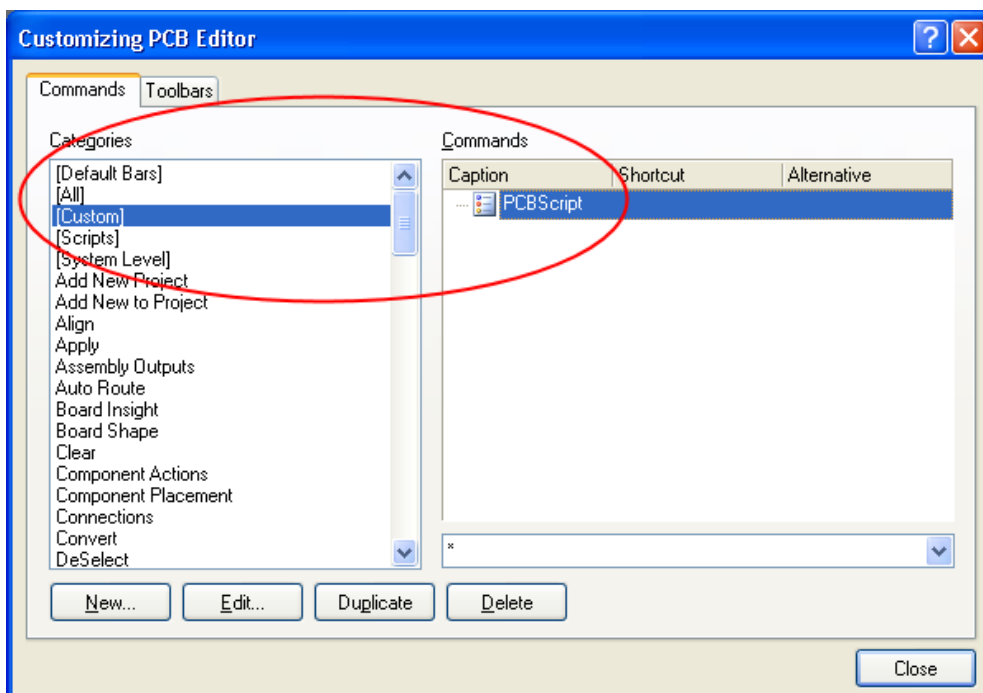 Customizing PCB Editor
Commands Toolbars
Categories
[Default Bars]
[All]
[Custom]
[Scripts]
[System Level]
Add New Project
Add New to Project
Align
Apply
Assembly Outputs
Auto Route
Board Insight
Board Shape
Clear
Component Actions
Component Placement
Connections
Convert
DeSelect
Commands
Caption Shortcut Alternative
PCBScript
*
New... Edit... Duplicate Delete
Close